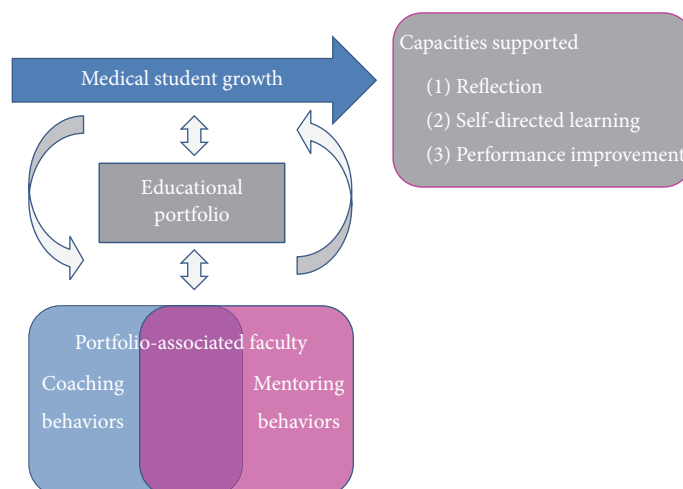 Medical student growth
Capacities supported
(1) Reflection
(2) Self-directed learning
(3) Performance improvement
Educational
portfolio
Portfolio-associated faculty
Coaching
behaviors
Mentoring
behaviors